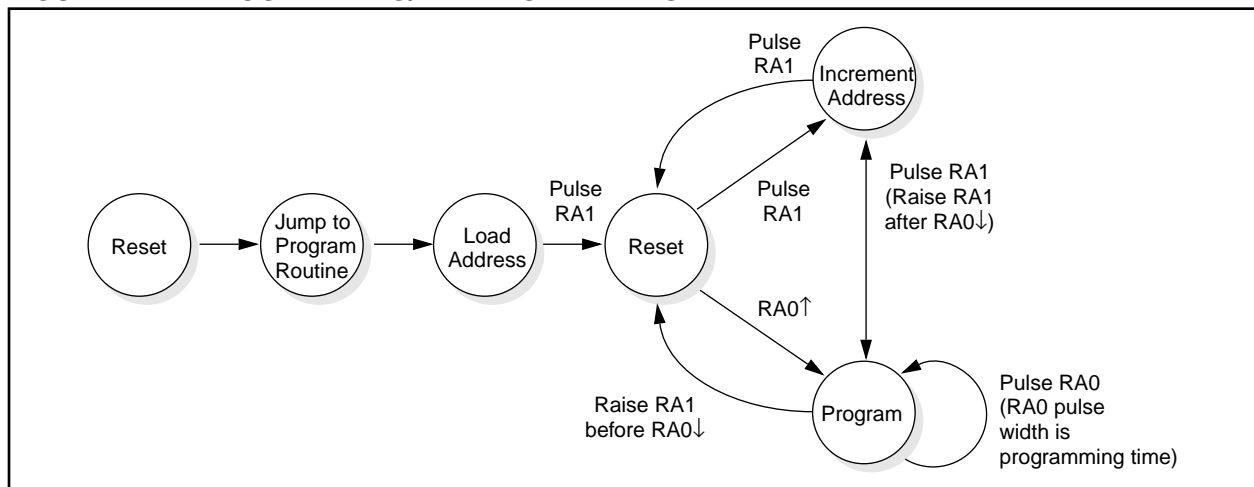 Reset
Jump to
Program
Routine
Load
Address
Pulse
RA1
Reset
Pulse
RA1
Increment
Address
Pulse
RA1
Pulse RA1
(Raise RA1
after RA0↓)
RA0↑
Raise RA1
before RA0↓
Program
Pulse RA0
(RA0 pulse
width is
programming time)